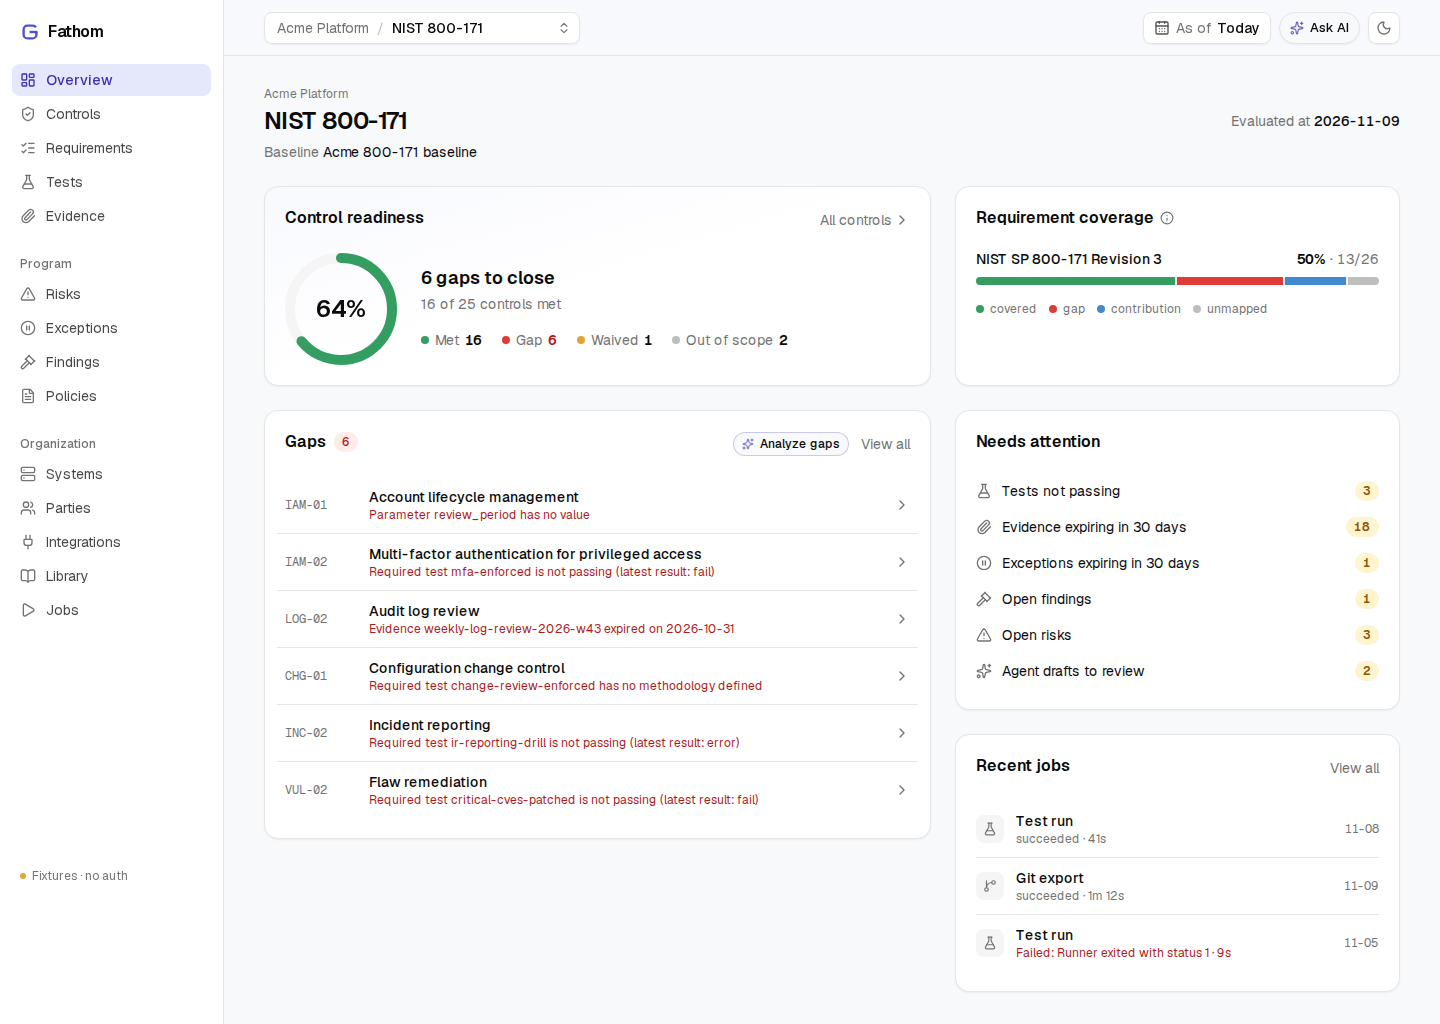 Fathom
Overview
Controls
Requirements
Tests
Evidence
Program
Risks
Exceptions
Findings
Policies
Organization
Systems
Parties
Integrations
Library
Jobs
Fixtures · no auth
Acme Platform / NIST 800-171
As of Today
Ask AI
Acme Platform
NIST 800-171
Baseline Acme 800-171 baseline
Evaluated at 2026-11-09
Control readiness
All controls
64%
6 gaps to close
16 of 25 controls met
Met 16 Gap 6 Waived 1 Out of scope 2
Requirement coverage
NIST SP 800-171 Revision 3 50% · 13/26
covered gap contribution unmapped
Gaps 6
Analyze gaps
View all
IAM-01
Account lifecycle management
Parameter review_period has no value
IAM-02
Multi-factor authentication for privileged access
Required test mfa-enforced is not passing (latest result: fail)
LOG-02
Audit log review
Evidence weekly-log-review-2026-w43 expired on 2026-10-31
CHG-01
Configuration change control
Required test change-review-enforced has no methodology defined
INC-02
Incident reporting
Required test ir-reporting-drill is not passing (latest result: error)
VUL-02
Flaw remediation
Required test critical-cves-patched is not passing (latest result: fail)
Needs attention
Tests not passing 3
Evidence expiring in 30 days 18
Exceptions expiring in 30 days 1
Open findings 1
Open risks 3
Agent drafts to review 2
Recent jobs
View all
Test run
succeeded · 41s
11-08
Git export
succeeded · 1m 12s
11-09
Test run
Failed: Runner exited with status 1 · 9s
11-05